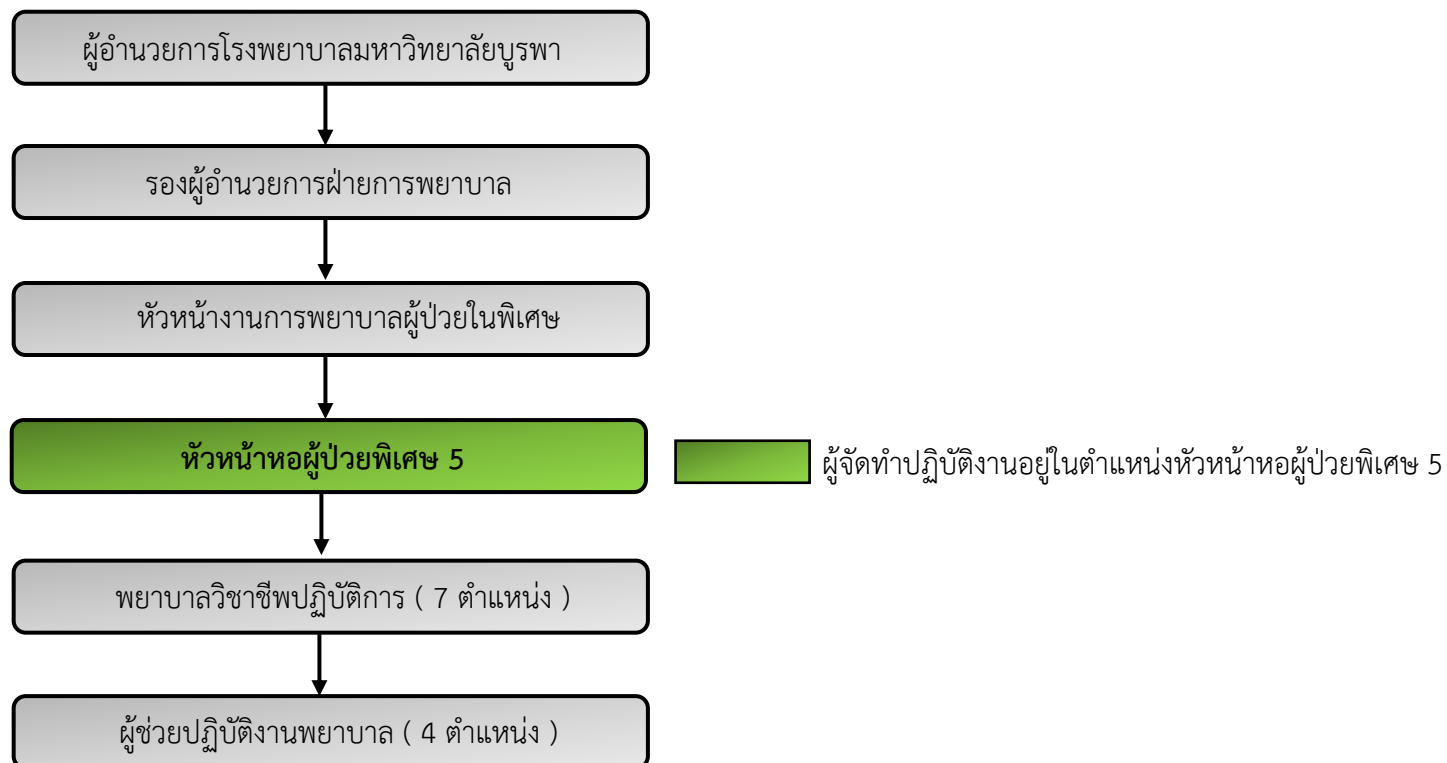 ผู้อำนวยการโรงพยาบาลมหาวิทยาลัยบูรพา
รองผู้อำนวยการฝ่ายการพยาบาล
หัวหน้างานการพยาบาลผู้ป่วยในพิเศษ
หัวหน้าหอผู้ป่วยพิเศษ 5
ผู้จัดทำปฏิบัติงานอยู่ในตำแหน่งหัวหน้าหอผู้ป่วยพิเศษ 5
พยาบาลวิชาชีพปฏิบัติการ ( 7 ตำแหน่ง )
ผู้ช่วยปฏิบัติงานพยาบาล ( 4 ตำแหน่ง )